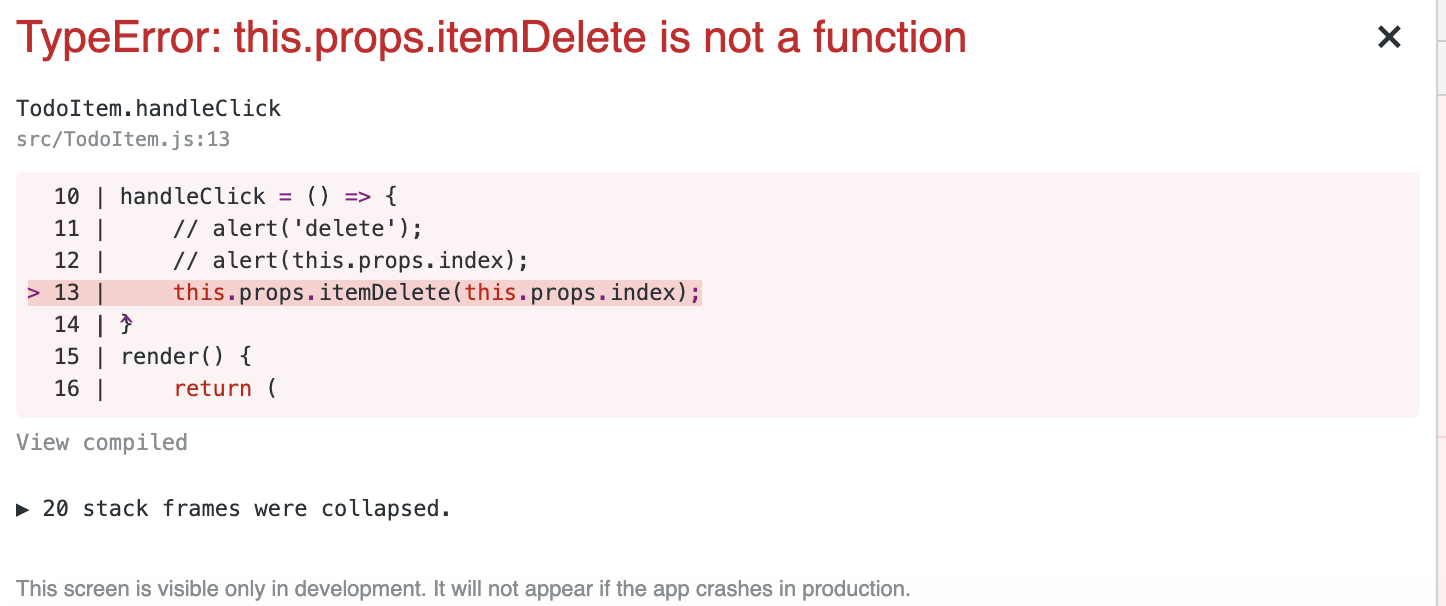 TypeError: this.props.itemDelete is not a function
×
TodoItem.handleClick
src/TodoItem.js:13
10 | handleClick = () => {
11 |     // alert('delete');
12 |     // alert(this.props.index);
> 13 |     this.props.itemDelete(this.props.index);
14 | }
^
15 | render() {
16 |     return (
View compiled
▶ 20 stack frames were collapsed.
This screen is visible only in development. It will not appear if the app crashes in production.